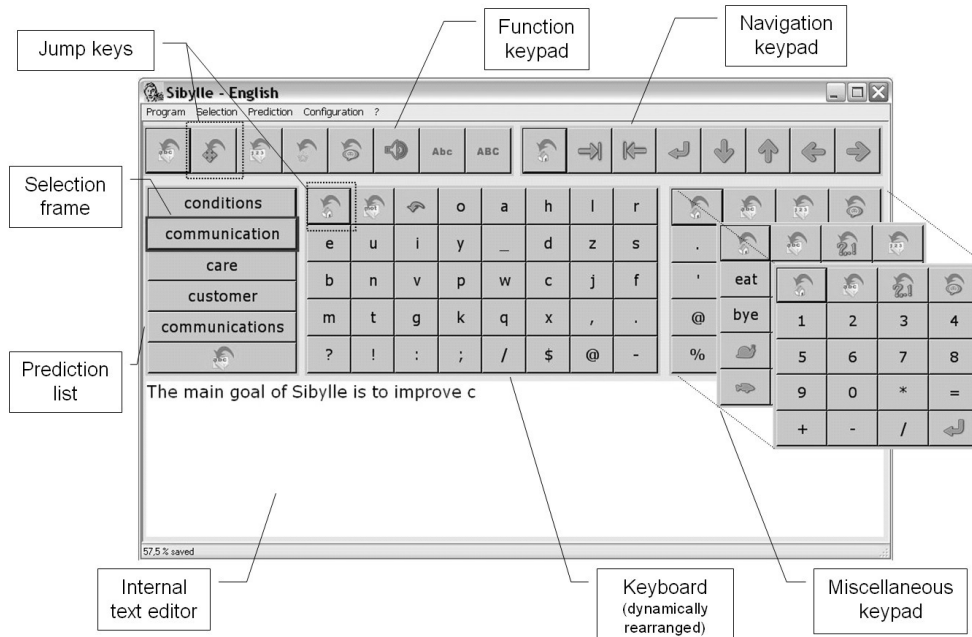 Jump keys
Function
keypad
Navigation
keypad
Sibylle - English
Program Selection Prediction Configuration ?
Abc ABC
Selection
frame
conditions
communication
care
customer
communications
Prediction
list
o a h l r
e u i y _ d z s
b n v p w c j f
m t g k q x , .
? ! : ; / $ @ -
.
'
@
%
eat
bye
1 2 3 4
5 6 7 8
9 0 * =
+ - /
The main goal of Sibylle is to improve c
57,5 % saved
Internal
text editor
Keyboard
(dynamically
rearranged)
Miscellaneous
keypad